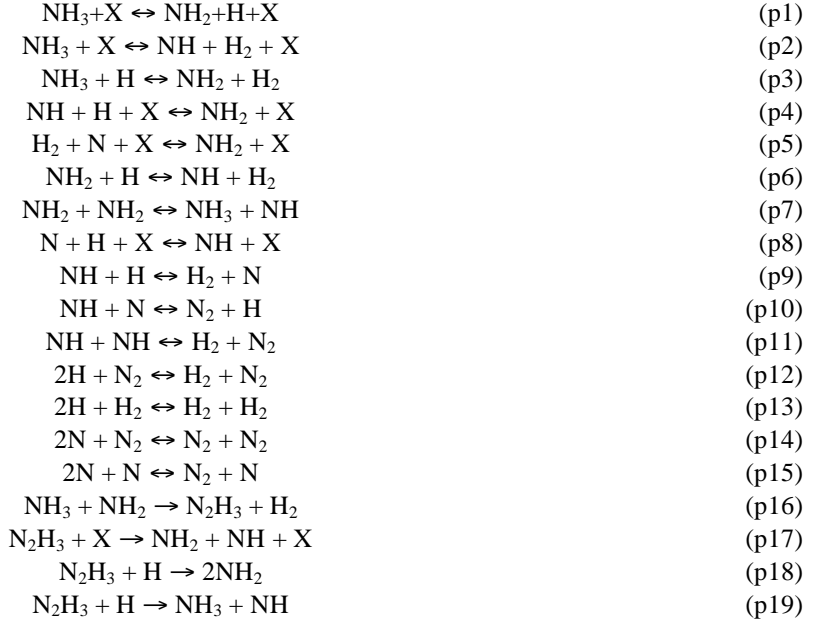 NH₃+X ↔ NH₂+H+X (p1)
NH₃ + X ↔ NH + H₂ + X (p2)
NH₃ + H ↔ NH₂ + H₂ (p3)
NH + H + X ↔ NH₂ + X (p4)
H₂ + N + X ↔ NH₂ + X (p5)
NH₂ + H ↔ NH + H₂ (p6)
NH₂ + NH₂ ↔ NH₃ + NH (p7)
N + H + X ↔ NH + X (p8)
NH + H ↔ H₂ + N (p9)
NH + N ↔ N₂ + H (p10)
NH + NH ↔ H₂ + N₂ (p11)
2H + N₂ ↔ H₂ + N₂ (p12)
2H + H₂ ↔ H₂ + H₂ (p13)
2N + N₂ ↔ N₂ + N₂ (p14)
2N + N ↔ N₂ + N (p15)
NH₃ + NH₂ → N₂H₃ + H₂ (p16)
N₂H₃ + X → NH₂ + NH + X (p17)
N₂H₃ + H → 2NH₂ (p18)
N₂H₃ + H → NH₃ + NH (p19)